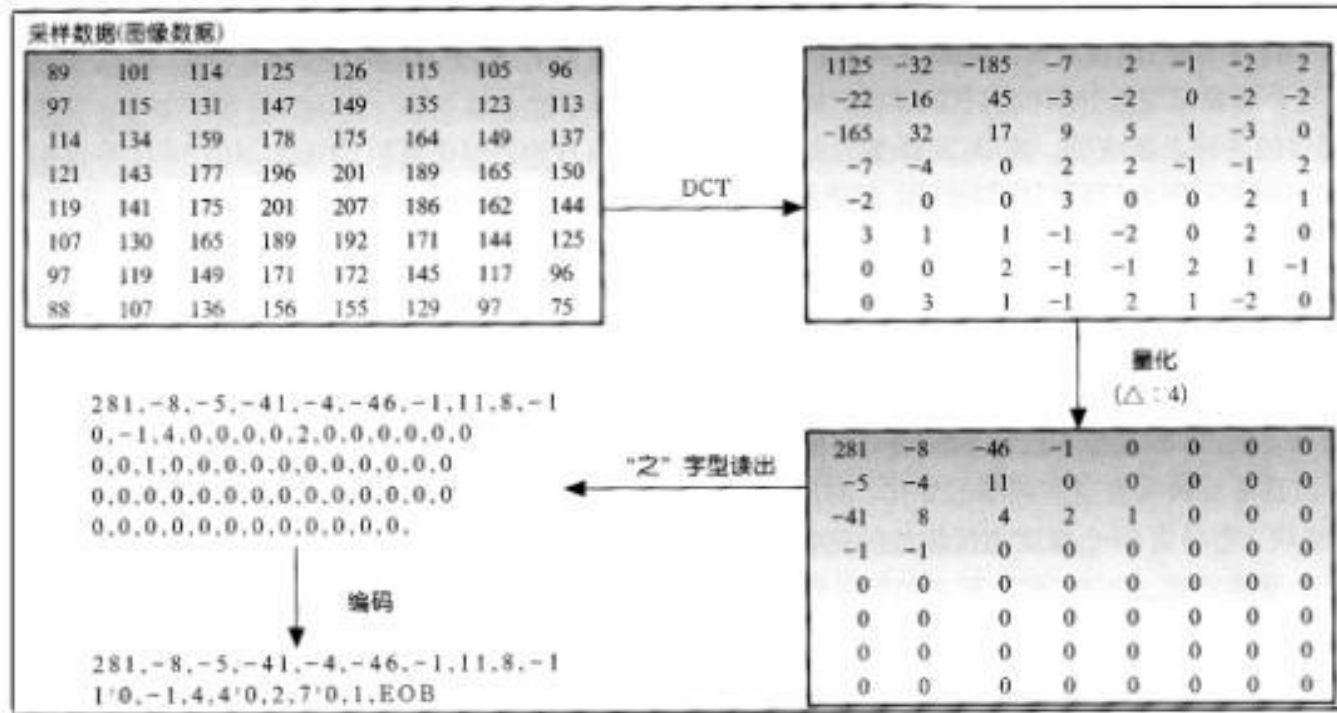 采样数据(图像数据)
89 101 114 125 126 115 105 96
97 115 131 147 149 135 123 113
114 134 159 178 175 164 149 137
121 143 177 196 201 189 165 150
119 141 175 201 207 186 162 144
107 130 165 189 192 171 144 125
97 119 149 171 172 145 117 96
88 107 136 156 155 129 97 75
DCT
1125 -32 -185 -7 2 -1 -2 2
-22 -16 45 -3 -2 0 -2 -2
-165 32 17 9 5 1 -3 0
-7 -4 0 2 2 -1 -1 2
-2 0 0 3 0 0 2 1
3 1 1 -1 -2 0 2 0
0 0 2 -1 -1 2 1 -1
0 3 1 -1 2 1 -2 0
量化
(△:4)
281 -8 -46 -1 0 0 0 0
-5 -4 11 0 0 0 0 0
-41 8 4 2 1 0 0 0
-1 -1 0 0 0 0 0 0
0 0 0 0 0 0 0 0
0 0 0 0 0 0 0 0
0 0 0 0 0 0 0 0
0 0 0 0 0 0 0 0
“之”字型读出
281,-8,-5,-41,-4,-46,-1,11,8,-1
0,-1,4,0,0,0,0,2,0,0,0,0,0,0
0,0,1,0,0,0,0,0,0,0,0,0,0,0
0,0,0,0,0,0,0,0,0,0,0,0,0,0
0,0,0,0,0,0,0,0,0,0,0,0,
编码
281,-8,-5,-41,-4,-46,-1,11,8,-1
1'0,-1,4,4'0,2,7'0,1,EOB